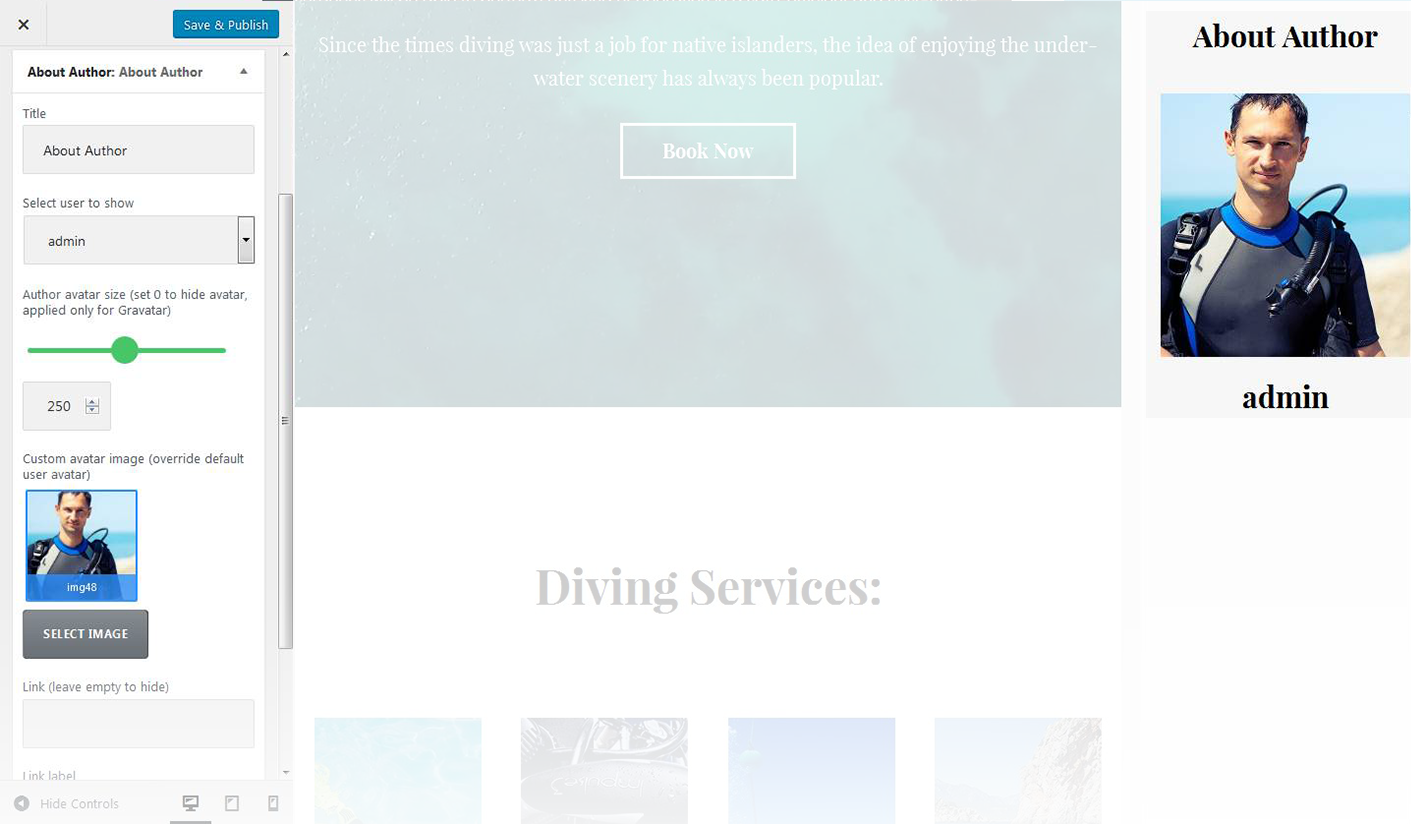 Save & Publish
About Author: About Author
Title
About Author
Select user to show
admin
Author avatar size (set 0 to hide avatar,
applied only for Gravatar)
250
Custom avatar image (override default
user avatar)
img48
SELECT IMAGE
Link (leave empty to hide)
Link label
Hide Controls
Since the times diving was just a job for native islanders, the idea of enjoying the under-
water scenery has always been popular.
Book Now
Diving Services:
About Author
admin